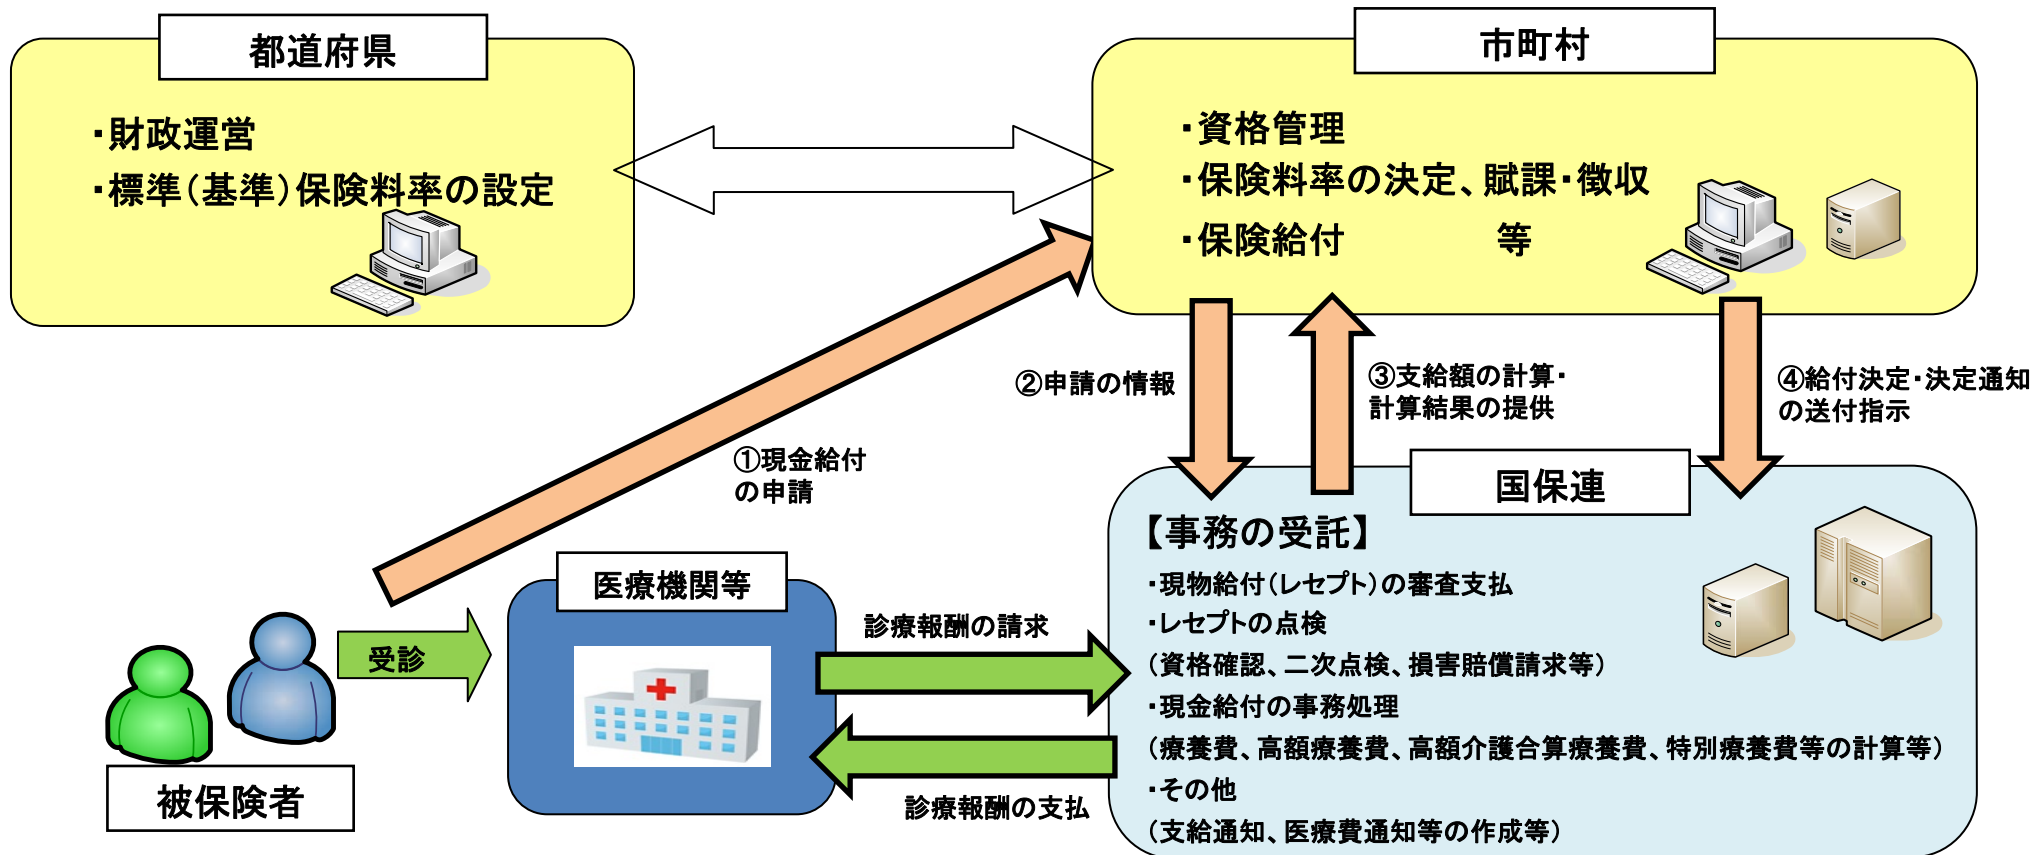 都道府県
・財政運営
・標準（基準）保険料率の設定
市町村
・資格管理
・保険料率の決定、賦課・徴収
・保険給付　　　　等
①現金給付
の申請
②申請の情報
③支給額の計算・
計算結果の提供
④給付決定・決定通知
の送付指示
国保連
【事務の受託】
・現物給付（レセプト）の審査支払
・レセプトの点検
（資格確認、二次点検、損害賠償請求等）
・現金給付の事務処理
（療養費、高額療養費、高額介護合算療養費、特別療養費等の計算等）
・その他
（支給通知、医療費通知等の作成等）
医療機関等
受診
診療報酬の請求
診療報酬の支払
被保険者